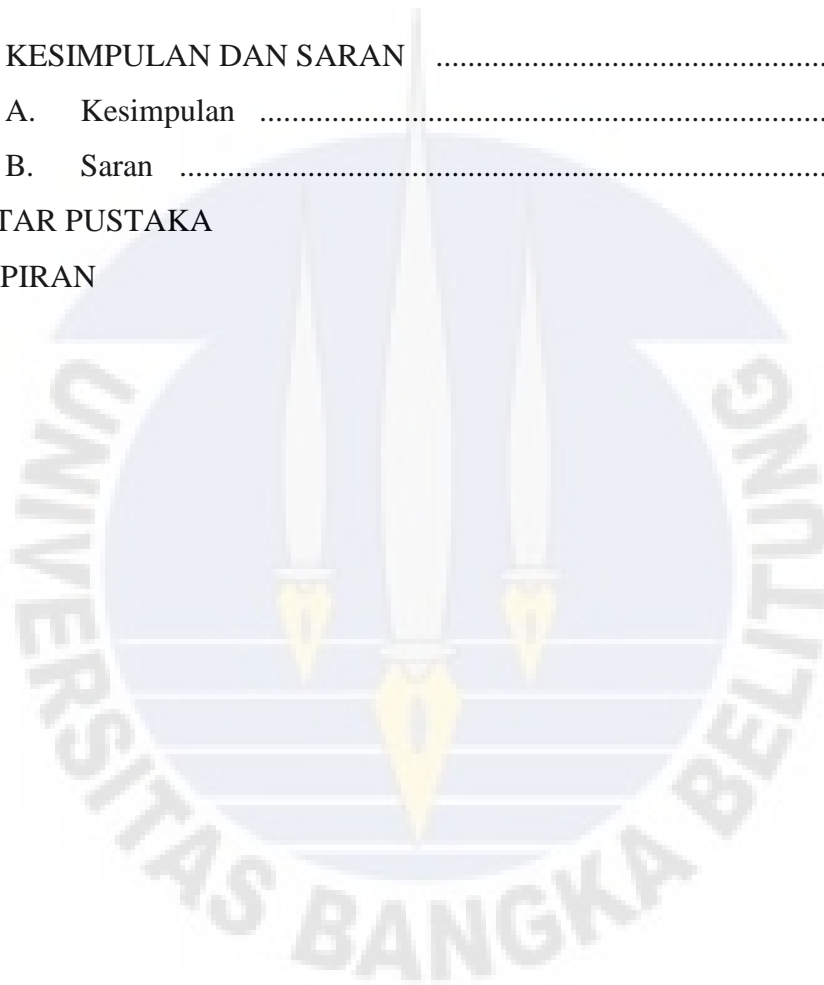 KESIMPULAN DAN SARAN ................................................
A. Kesimpulan ........................................................................
B. Saran ..................................................................................
TAR PUSTAKA
PIRAN
UNIVERSITAS BANGKA BELITUNG